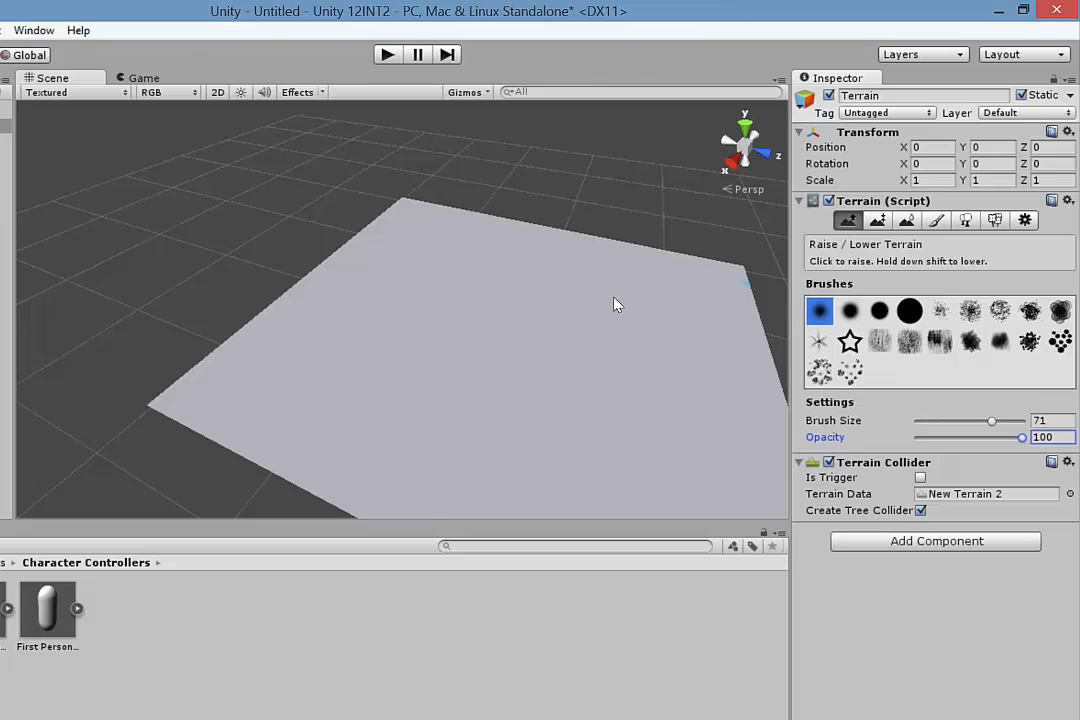 Unity - Untitled - Unity 12INT2 - PC, Mac & Linux Standalone* <DX11>
Window Help
Global
Layers
Layout
Scene
Game
Inspector
Textured
RGB
2D
Effects
Gizmos
All
Terrain
Static
Tag
Untagged
Layer
Default
Transform
Position X 0 Y 0 Z 0
Rotation X 0 Y 0 Z 0
Scale X 1 Y 1 Z 1
y
z
x
Persp
Terrain (Script)
Raise / Lower Terrain
Click to raise. Hold down shift to lower.
Brushes
Settings
Brush Size 71
Opacity 100
Terrain Collider
Is Trigger
Terrain Data New Terrain 2
Create Tree Collider
Add Component
Character Controllers
First Person...